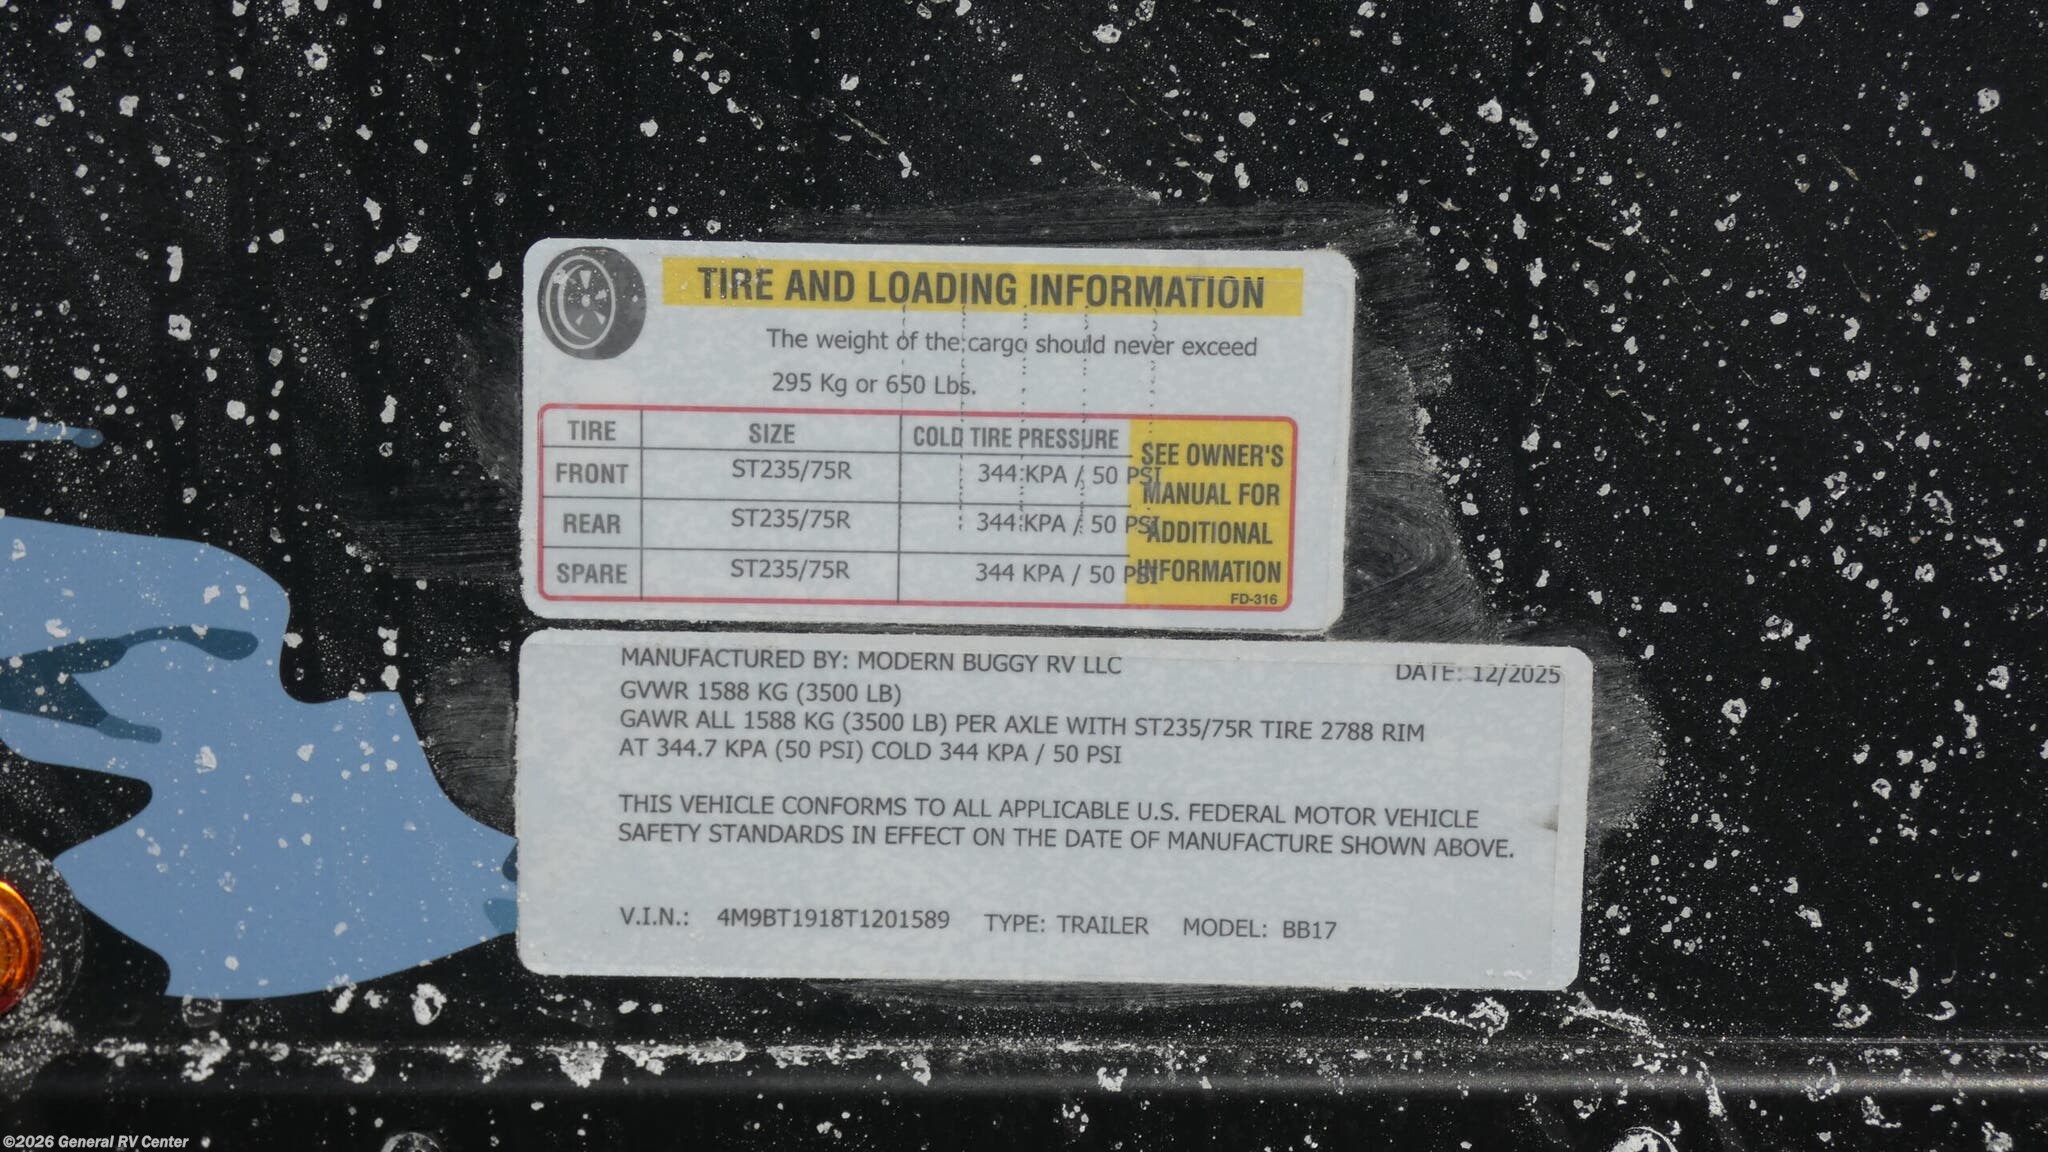 TIRE AND LOADING INFORMATION
The weight of the cargo should never exceed
295 Kg or 650 Lbs.
TIRE SIZE COLD TIRE PRESSURE
FRONT ST235/75R 344 KPA / 50 PSI
REAR ST235/75R 344 KPA / 50 PSI
SPARE ST235/75R 344 KPA / 50 PSI
SEE OWNER'S
MANUAL FOR
ADDITIONAL
INFORMATION
FD-316
MANUFACTURED BY: MODERN BUGGY RV LLC DATE: 12/2025
GVWR 1588 KG (3500 LB)
GAWR ALL 1588 KG (3500 LB) PER AXLE WITH ST235/75R TIRE 2788 RIM
AT 344.7 KPA (50 PSI) COLD 344 KPA / 50 PSI
THIS VEHICLE CONFORMS TO ALL APPLICABLE U.S. FEDERAL MOTOR VEHICLE
SAFETY STANDARDS IN EFFECT ON THE DATE OF MANUFACTURE SHOWN ABOVE.
V.I.N.: 4M9BT1918T1201589 TYPE: TRAILER MODEL: BB17
©2026 General RV Center